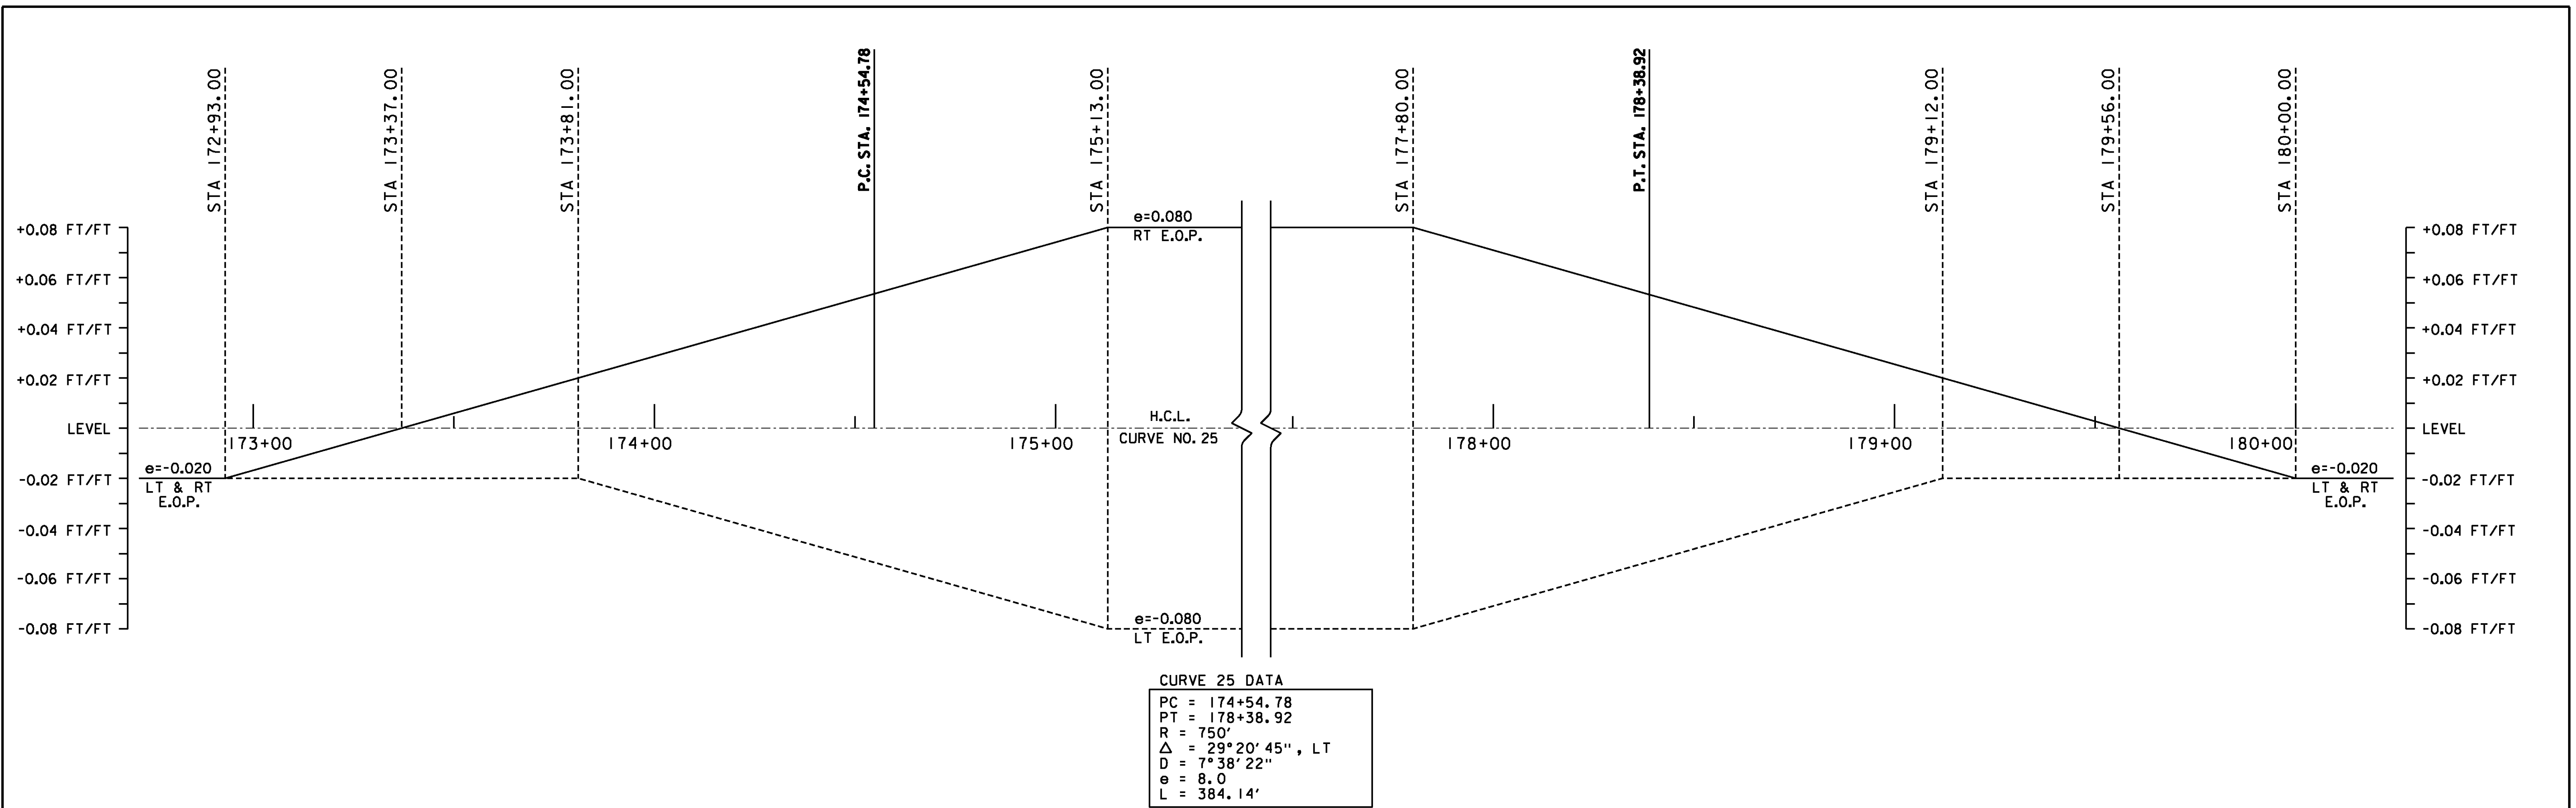 STA 172+93.00
STA 173+37.00
STA 173+81.00
P.C. STA. 174+54.78
STA 175+13.00
STA 177+80.00
P.T. STA. 178+38.92
STA 179+12.00
STA 179+56.00
STA 180+00.00
+0.08 FT/FT
+0.06 FT/FT
+0.04 FT/FT
+0.02 FT/FT
LEVEL
-0.02 FT/FT
-0.04 FT/FT
-0.06 FT/FT
-0.08 FT/FT
e=-0.020
LT & RT
E.O.P.
173+00
174+00
175+00
e=0.080
RT E.O.P.
H.C.L.
CURVE NO. 25
e=-0.080
LT E.O.P.
178+00
179+00
180+00
e=-0.020
LT & RT
E.O.P.
+0.08 FT/FT
+0.06 FT/FT
+0.04 FT/FT
+0.02 FT/FT
LEVEL
-0.02 FT/FT
-0.04 FT/FT
-0.06 FT/FT
-0.08 FT/FT
CURVE 25 DATA
PC = 174+54.78
PT = 178+38.92
R = 750'
Δ = 29°20'45", LT
D = 7°38'22"
e = 8.0
L = 384.14'